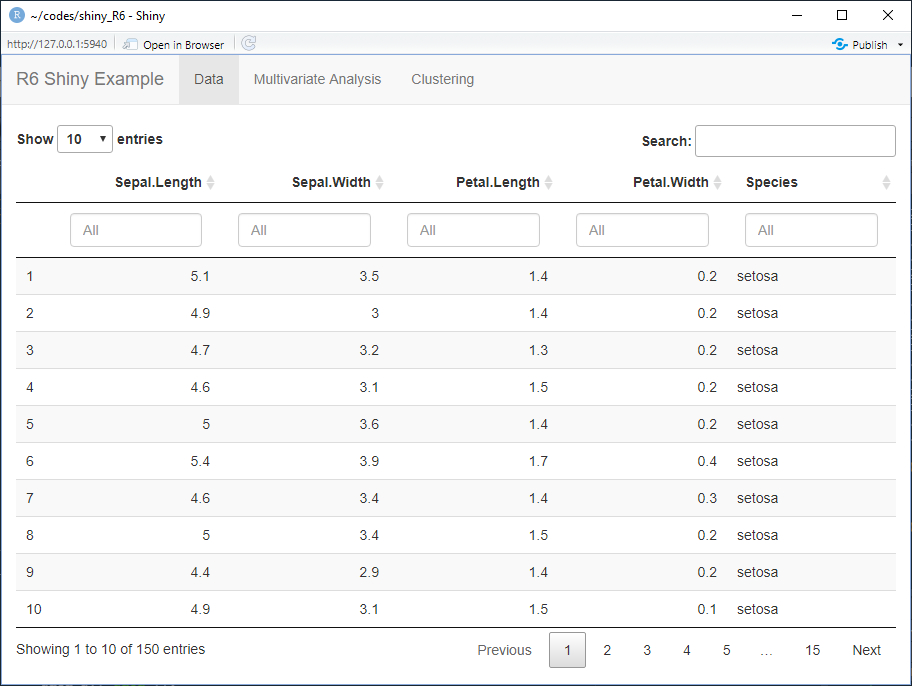 R ~/codes/shiny_R6 - Shiny
http://127.0.0.1:5940 Open in Browser Publish
R6 Shiny Example Data Multivariate Analysis Clustering
Show 10 entries Search:
Sepal.Length Sepal.Width Petal.Length Petal.Width Species
All All All All All
1 5.1 3.5 1.4 0.2 setosa
2 4.9 3 1.4 0.2 setosa
3 4.7 3.2 1.3 0.2 setosa
4 4.6 3.1 1.5 0.2 setosa
5 5 3.6 1.4 0.2 setosa
6 5.4 3.9 1.7 0.4 setosa
7 4.6 3.4 1.4 0.3 setosa
8 5 3.4 1.5 0.2 setosa
9 4.4 2.9 1.4 0.2 setosa
10 4.9 3.1 1.5 0.1 setosa
Showing 1 to 10 of 150 entries Previous 1 2 3 4 5 … 15 Next